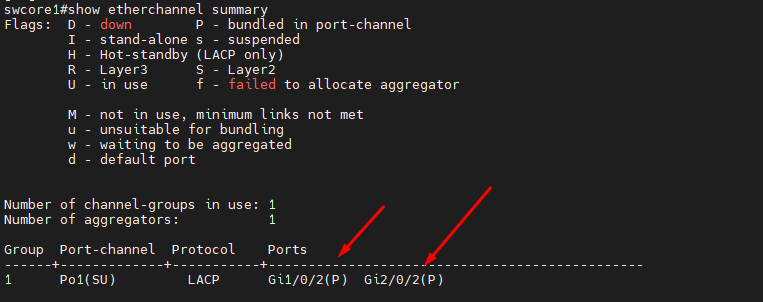 swcore1#show etherchannel summary
Flags:  D - down        P - bundled in port-channel
        I - stand-alone s - suspended
        H - Hot-standby (LACP only)
        R - Layer3      S - Layer2
        U - in use      f - failed to allocate aggregator
        M - not in use, minimum links not met
        u - unsuitable for bundling
        w - waiting to be aggregated
        d - default port
Number of channel-groups in use: 1
Number of aggregators:           1
Group  Port-channel  Protocol    Ports
------+-------------+-----------+-----------------------------------------------
1      Po1(SU)         LACP      Gi1/0/2(P)  Gi2/0/2(P)